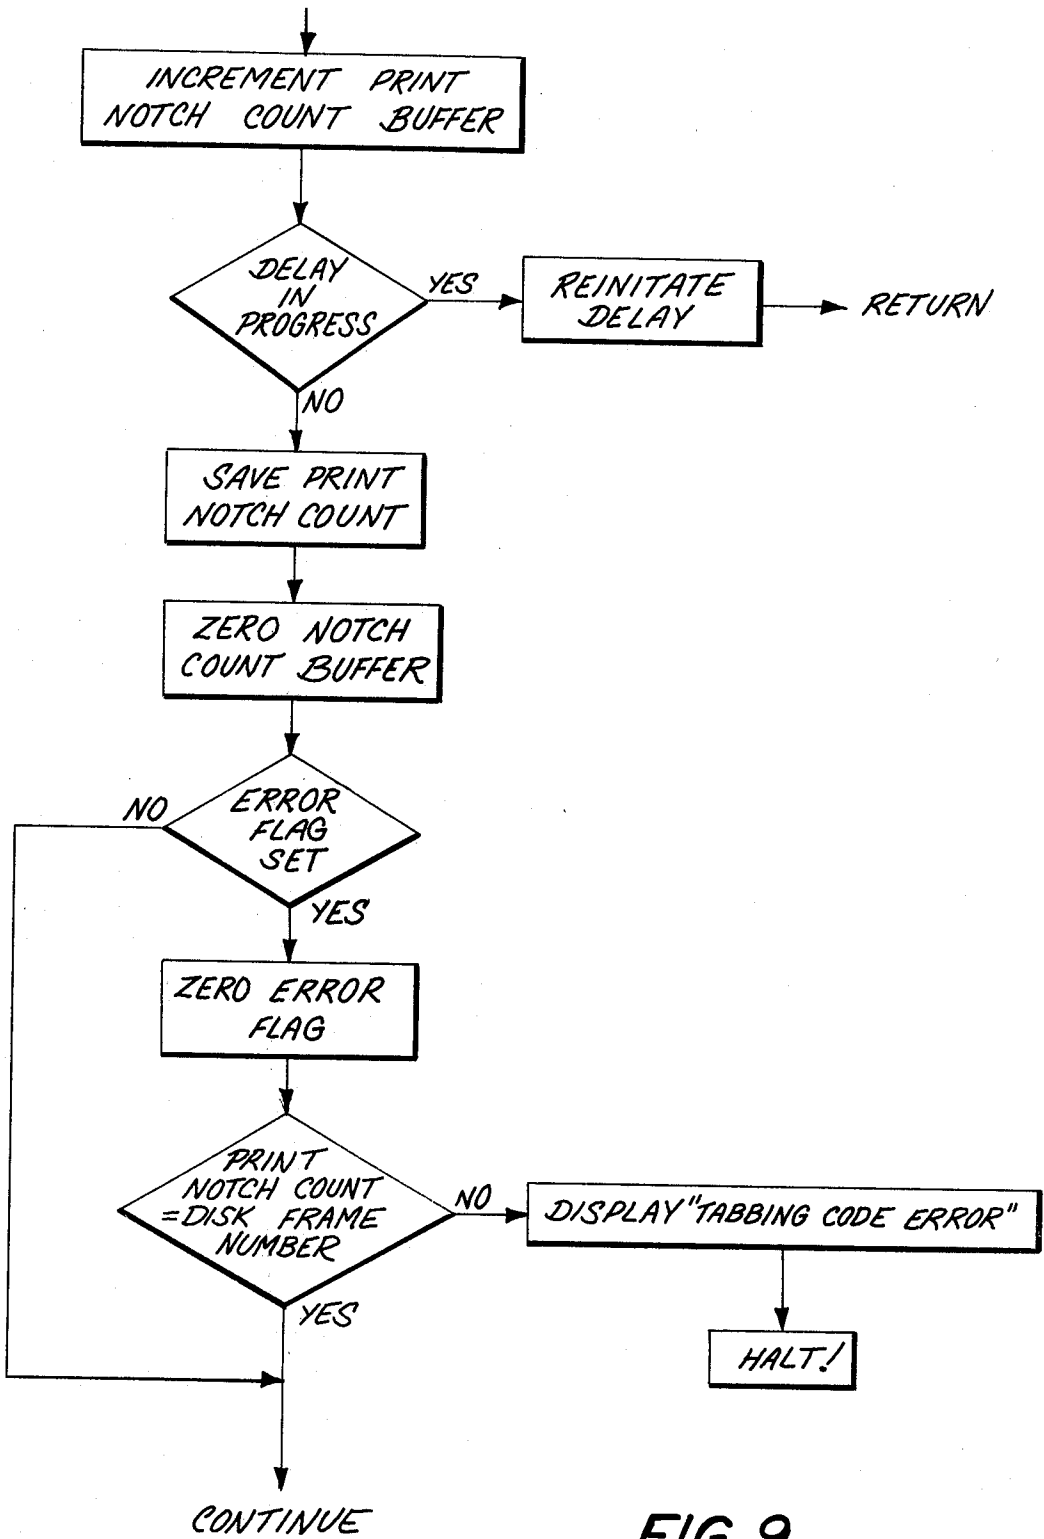 INCREMENT PRINT
NOTCH COUNT BUFFER
DELAY
IN
PROGRESS
YES
REINITATE
DELAY
RETURN
NO
SAVE PRINT
NOTCH COUNT
ZERO NOTCH
COUNT BUFFER
NO
ERROR
FLAG
SET
YES
ZERO ERROR
FLAG
PRINT
NOTCH COUNT
=DISK FRAME
NUMBER
NO
DISPLAY "TABBING CODE ERROR"
YES
HALT!
CONTINUE
FIG. 9